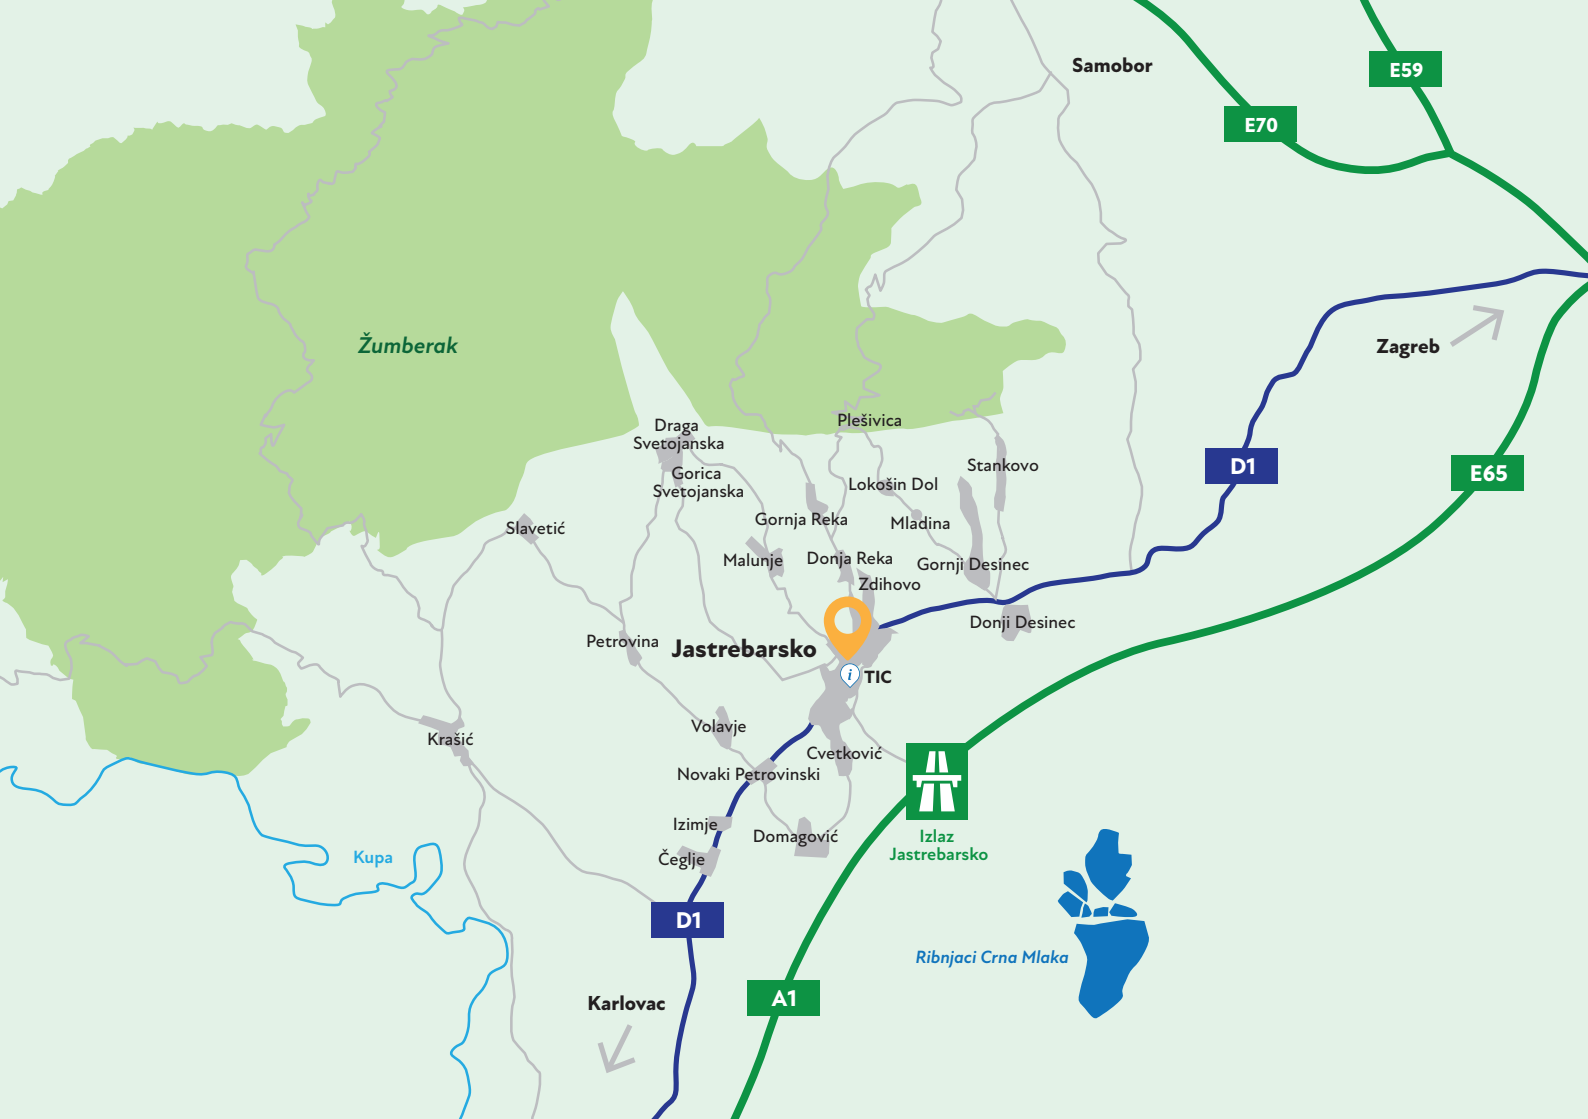 Samobor
E59
E70
Žumberak
Zagreb
Plešivica
Draga
Svetojanska
Stankovo
D1
E65
Gorica
Svetojanska
Lokošin Dol
Gornja Reka
Mladina
Slavetić
Malunje
Donja Reka
Gornji Desinec
Zdihovo
Donji Desinec
Petrovina
Jastrebarsko
i
TIC
Volavje
Krašić
Cvetković
Novaki Petrovinski
Izimje
Domagović
Izlaz
Jastrebarsko
Čeglje
Kupa
D1
Ribnjaci Crna Mlaka
A1
Karlovac